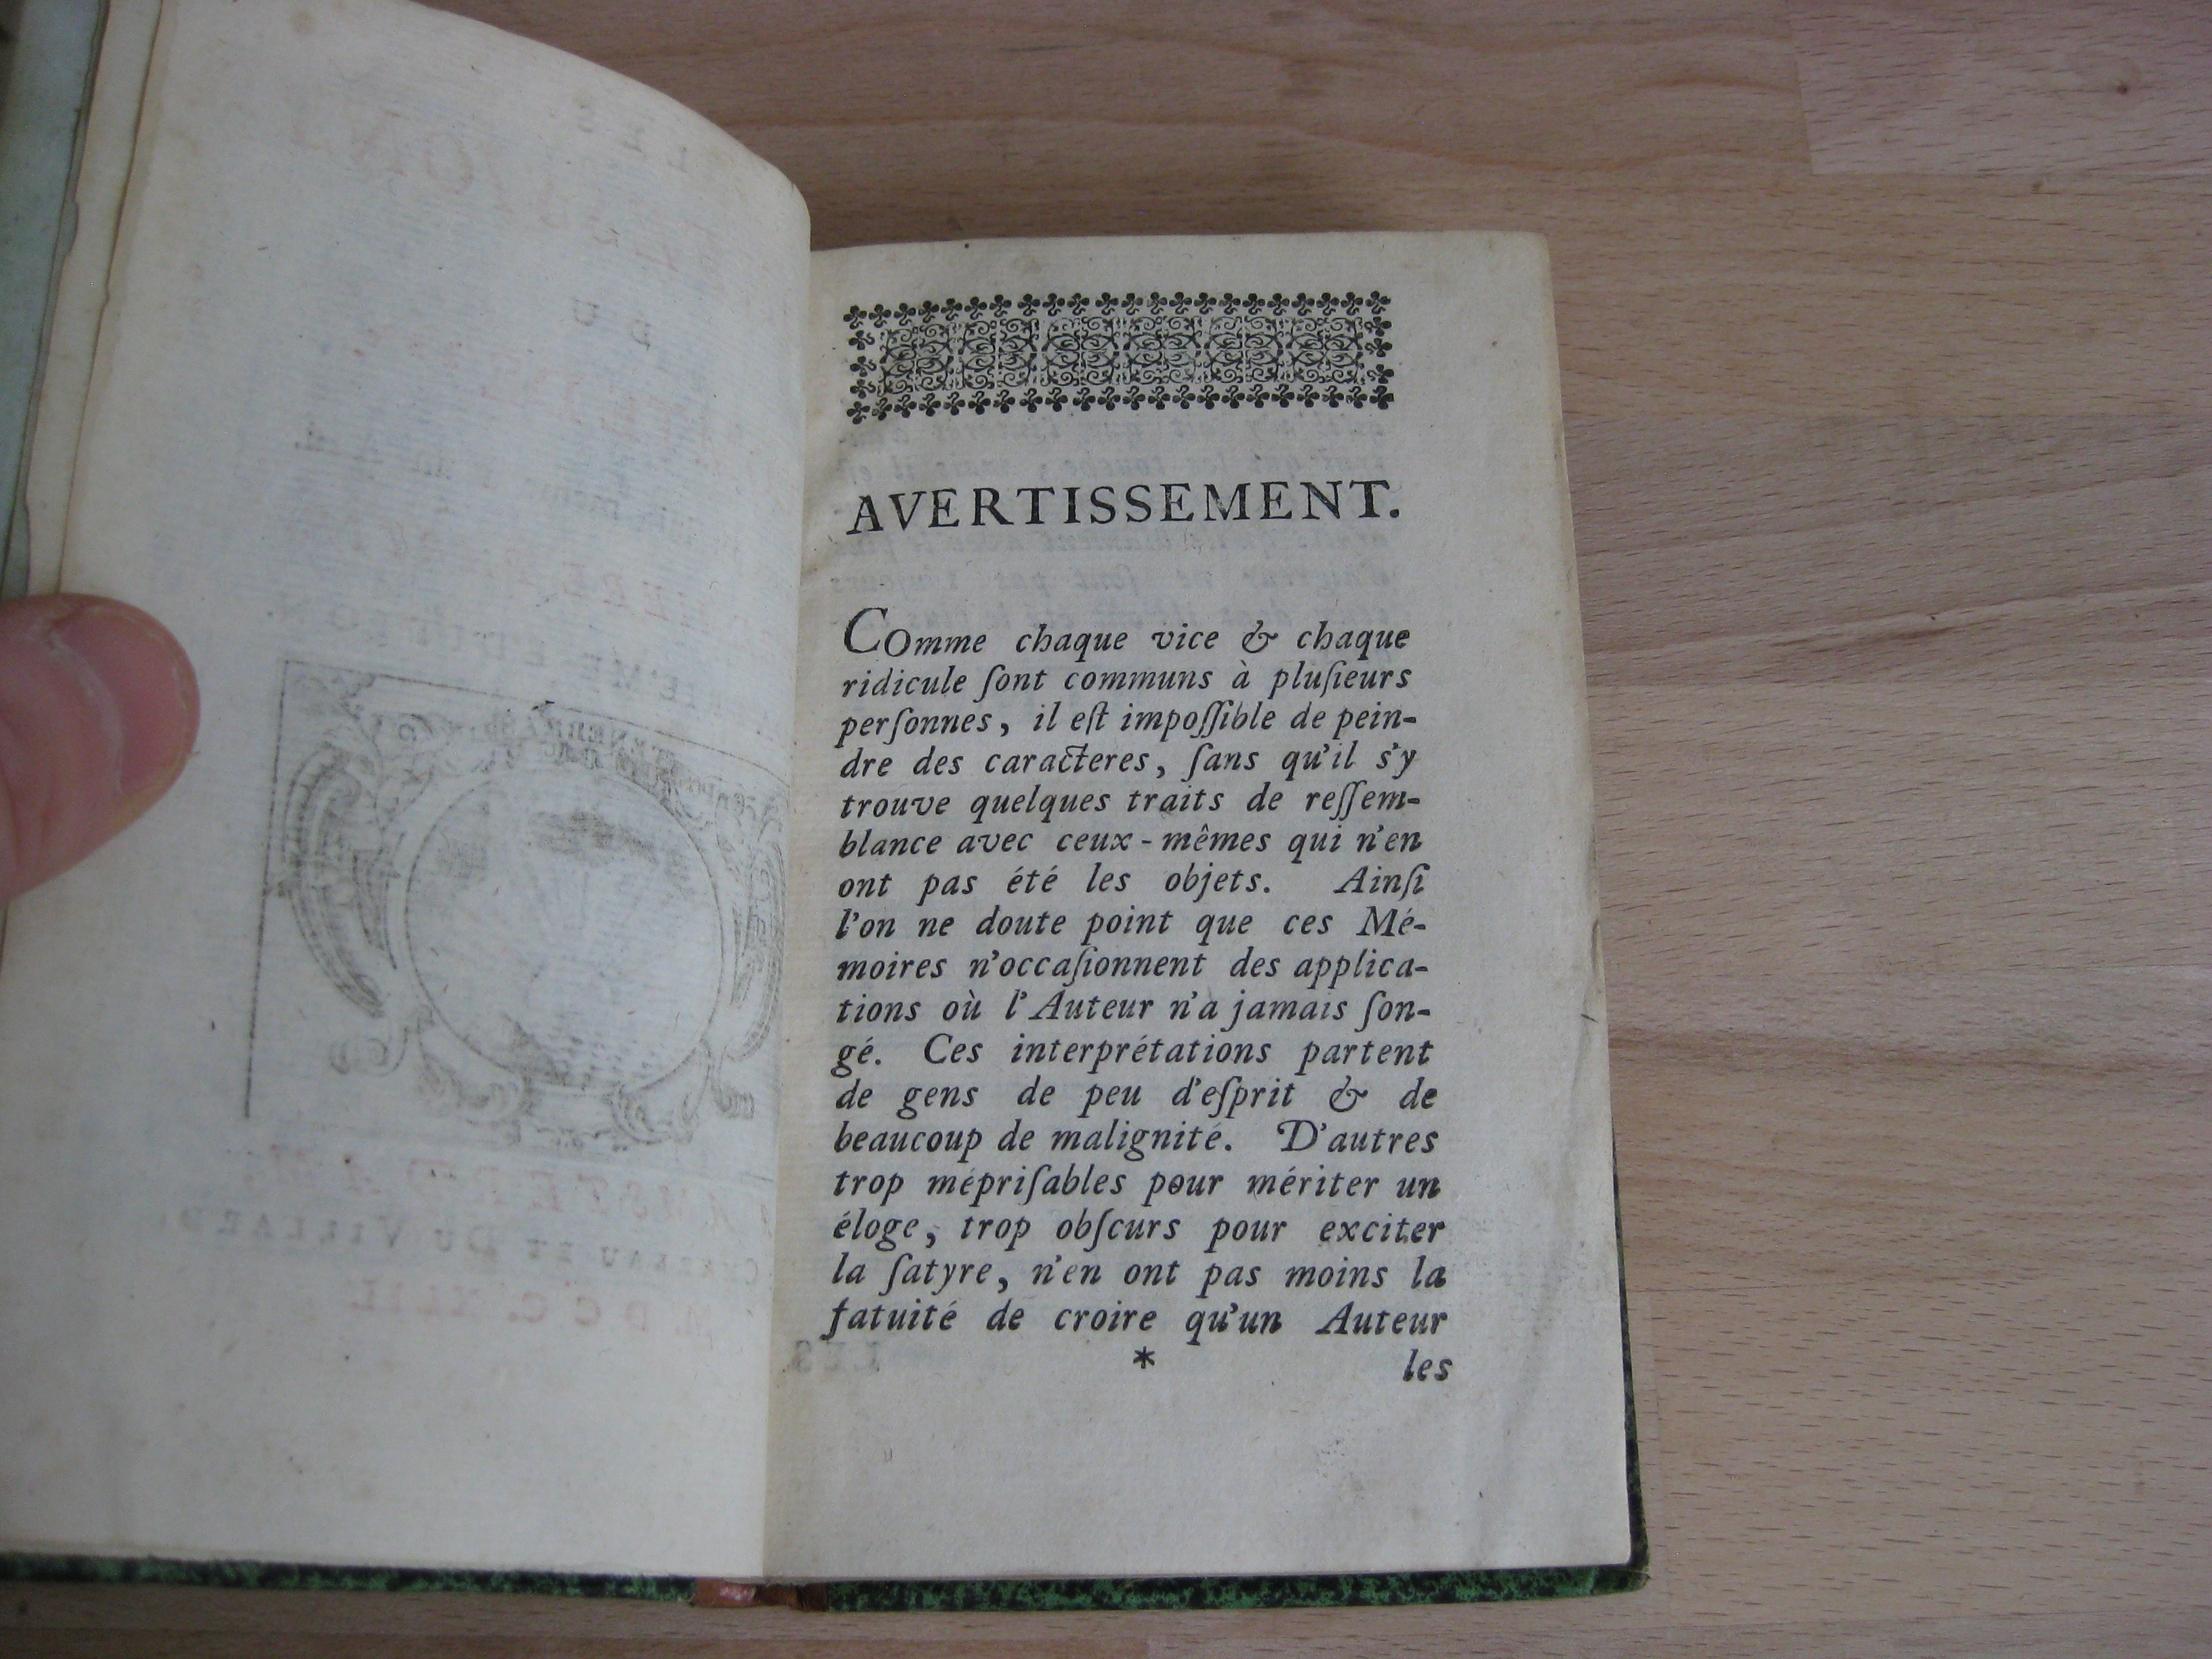 AVERTISSEMENT.
Comme chaque vice & chaque
ridicule ſont communs à pluſieurs
perſonnes, il eſt impoſſible de pein-
dre des caracteres, ſans qu'il s'y
trouve quelques traits de reſſem-
blance avec ceux-mêmes qui n'en
ont pas été les objets. Ainſi
l'on ne doute point que ces Mé-
moires n'occaſionnent des applica-
tions où l'Auteur n'a jamais ſon-
gé. Ces interprétations partent
de gens de peu d'eſprit & de
beaucoup de malignité. D'autres
trop mépriſables pour mériter un
éloge, trop obſcurs pour exciter
la ſatyre, n'en ont pas moins la
fatuité de croire qu'un Auteur
*
les